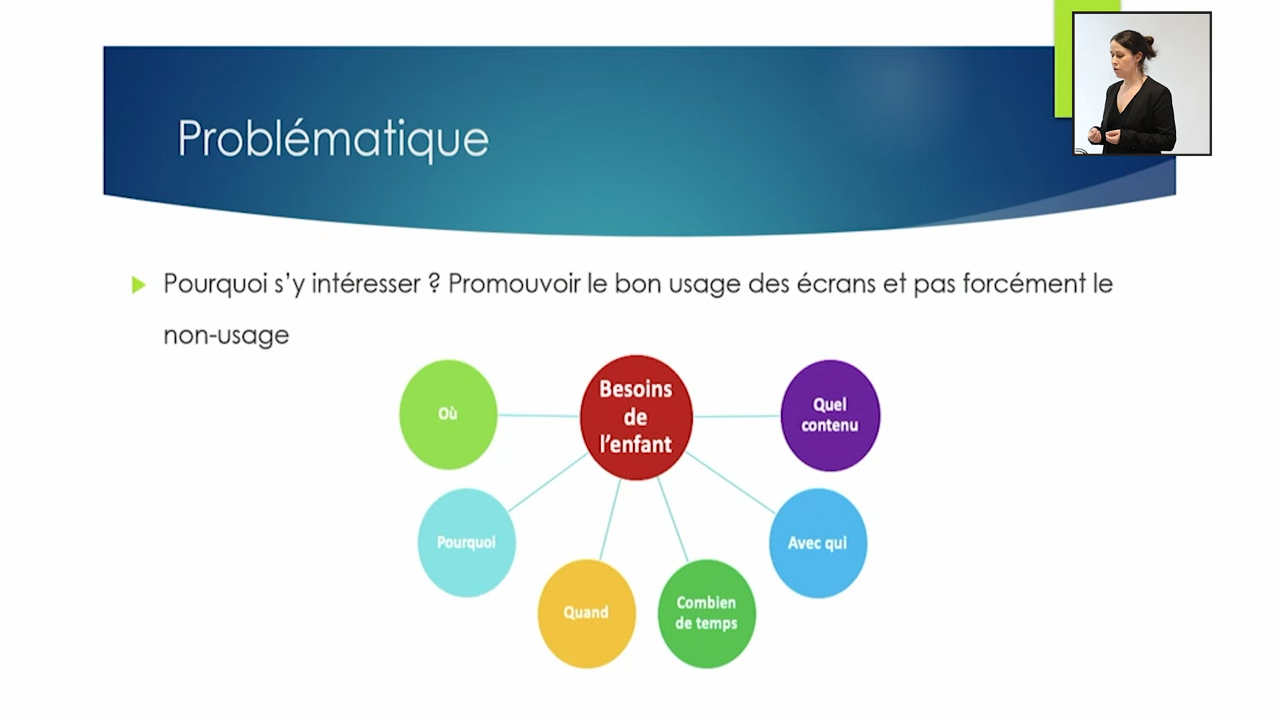 Problématique
Pourquoi s’y intéresser ? Promouvoir le bon usage des écrans et pas forcément le
non-usage
Besoins
de
l’enfant
Où
Quel
contenu
Pourquoi
Avec qui
Quand
Combien
de temps